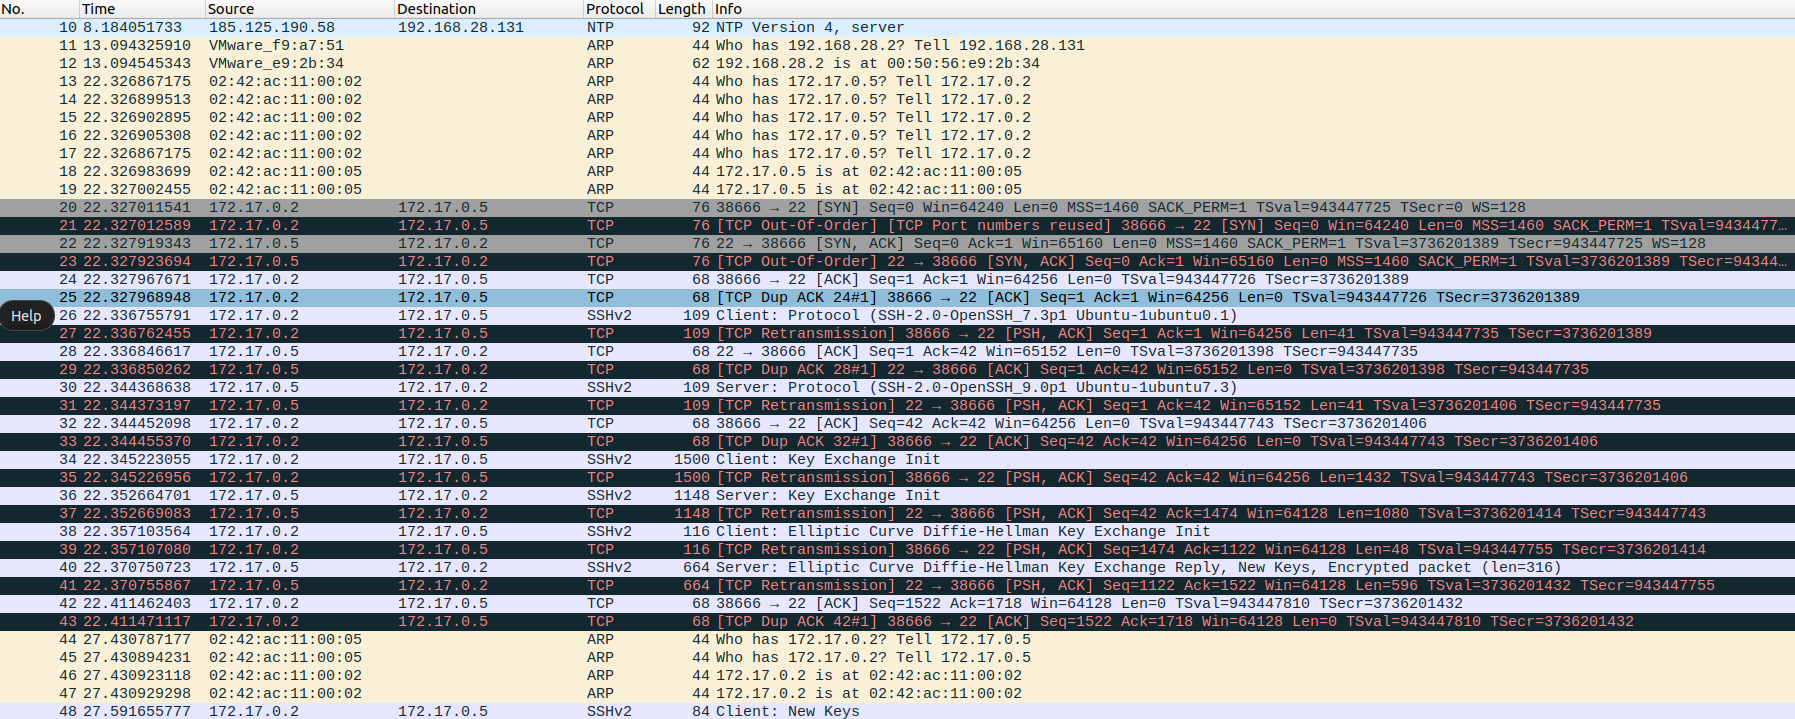 No. Time Source Destination Protocol Length Info
10 8.184051733 185.125.190.58 192.168.28.131 NTP 92 NTP Version 4, server
11 13.094325910 VMware_f9:a7:51 ARP 44 Who has 192.168.28.2? Tell 192.168.28.131
12 13.094545343 VMware_e9:2b:34 ARP 62 192.168.28.2 is at 00:50:56:e9:2b:34
13 22.326867175 02:42:ac:11:00:02 ARP 44 Who has 172.17.0.5? Tell 172.17.0.2
14 22.326899513 02:42:ac:11:00:02 ARP 44 Who has 172.17.0.5? Tell 172.17.0.2
15 22.326902895 02:42:ac:11:00:02 ARP 44 Who has 172.17.0.5? Tell 172.17.0.2
16 22.326905308 02:42:ac:11:00:02 ARP 44 Who has 172.17.0.5? Tell 172.17.0.2
17 22.326867175 02:42:ac:11:00:02 ARP 44 Who has 172.17.0.5? Tell 172.17.0.2
18 22.326983699 02:42:ac:11:00:05 ARP 44 172.17.0.5 is at 02:42:ac:11:00:05
19 22.327002455 02:42:ac:11:00:05 ARP 44 172.17.0.5 is at 02:42:ac:11:00:05
20 22.327011541 172.17.0.2 172.17.0.5 TCP 76 38666 → 22 [SYN] Seq=0 Win=64240 Len=0 MSS=1460 SACK_PERM=1 TSval=943447725 TSecr=0 WS=128
21 22.327012589 172.17.0.2 172.17.0.5 TCP 76 [TCP Out-Of-Order] [TCP Port numbers reused] 38666 → 22 [SYN] Seq=0 Win=64240 Len=0 MSS=1460 SACK_PERM=1 TSval=9434477…
22 22.327919343 172.17.0.5 172.17.0.2 TCP 76 22 → 38666 [SYN, ACK] Seq=0 Ack=1 Win=65160 Len=0 MSS=1460 SACK_PERM=1 TSval=3736201389 TSecr=943447725 WS=128
23 22.327923694 172.17.0.5 172.17.0.2 TCP 76 [TCP Out-Of-Order] 22 → 38666 [SYN, ACK] Seq=0 Ack=1 Win=65160 Len=0 MSS=1460 SACK_PERM=1 TSval=3736201389 TSecr=94344…
24 22.327967671 172.17.0.2 172.17.0.5 TCP 68 38666 → 22 [ACK] Seq=1 Ack=1 Win=64256 Len=0 TSval=943447726 TSecr=3736201389
25 22.327968948 172.17.0.2 172.17.0.5 TCP 68 [TCP Dup ACK 24#1] 38666 → 22 [ACK] Seq=1 Ack=1 Win=64256 Len=0 TSval=943447726 TSecr=3736201389
Help
26 22.336755791 172.17.0.2 172.17.0.5 SSHv2 109 Client: Protocol (SSH-2.0-OpenSSH_7.3p1 Ubuntu-1ubuntu0.1)
27 22.336762455 172.17.0.2 172.17.0.5 TCP 109 [TCP Retransmission] 38666 → 22 [PSH, ACK] Seq=1 Ack=1 Win=64256 Len=41 TSval=943447735 TSecr=3736201389
28 22.336846617 172.17.0.5 172.17.0.2 TCP 68 22 → 38666 [ACK] Seq=1 Ack=42 Win=65152 Len=0 TSval=3736201398 TSecr=943447735
29 22.336850262 172.17.0.5 172.17.0.2 TCP 68 [TCP Dup ACK 28#1] 22 → 38666 [ACK] Seq=1 Ack=42 Win=65152 Len=0 TSval=3736201398 TSecr=943447735
30 22.344368638 172.17.0.5 172.17.0.2 SSHv2 109 Server: Protocol (SSH-2.0-OpenSSH_9.0p1 Ubuntu-1ubuntu7.3)
31 22.344373197 172.17.0.5 172.17.0.2 TCP 109 [TCP Retransmission] 22 → 38666 [PSH, ACK] Seq=1 Ack=42 Win=65152 Len=41 TSval=3736201406 TSecr=943447735
32 22.344452098 172.17.0.2 172.17.0.5 TCP 68 38666 → 22 [ACK] Seq=42 Ack=42 Win=64256 Len=0 TSval=943447743 TSecr=3736201406
33 22.344455370 172.17.0.2 172.17.0.5 TCP 68 [TCP Dup ACK 32#1] 38666 → 22 [ACK] Seq=42 Ack=42 Win=64256 Len=0 TSval=943447743 TSecr=3736201406
34 22.345223055 172.17.0.2 172.17.0.5 SSHv2 1500 Client: Key Exchange Init
35 22.345226956 172.17.0.2 172.17.0.5 TCP 1500 [TCP Retransmission] 38666 → 22 [PSH, ACK] Seq=42 Ack=42 Win=64256 Len=1432 TSval=943447743 TSecr=3736201406
36 22.352664701 172.17.0.5 172.17.0.2 SSHv2 1148 Server: Key Exchange Init
37 22.352669083 172.17.0.5 172.17.0.2 TCP 1148 [TCP Retransmission] 22 → 38666 [PSH, ACK] Seq=42 Ack=1474 Win=64128 Len=1080 TSval=3736201414 TSecr=943447743
38 22.357103564 172.17.0.2 172.17.0.5 SSHv2 116 Client: Elliptic Curve Diffie-Hellman Key Exchange Init
39 22.357107080 172.17.0.2 172.17.0.5 TCP 116 [TCP Retransmission] 38666 → 22 [PSH, ACK] Seq=1474 Ack=1122 Win=64128 Len=48 TSval=943447755 TSecr=3736201414
40 22.370750723 172.17.0.5 172.17.0.2 SSHv2 664 Server: Elliptic Curve Diffie-Hellman Key Exchange Reply, New Keys, Encrypted packet (len=316)
41 22.370755867 172.17.0.5 172.17.0.2 TCP 664 [TCP Retransmission] 22 → 38666 [PSH, ACK] Seq=1122 Ack=1522 Win=64128 Len=596 TSval=3736201432 TSecr=943447755
42 22.411462403 172.17.0.2 172.17.0.5 TCP 68 38666 → 22 [ACK] Seq=1522 Ack=1718 Win=64128 Len=0 TSval=943447810 TSecr=3736201432
43 22.411471117 172.17.0.2 172.17.0.5 TCP 68 [TCP Dup ACK 42#1] 38666 → 22 [ACK] Seq=1522 Ack=1718 Win=64128 Len=0 TSval=943447810 TSecr=3736201432
44 27.430787177 02:42:ac:11:00:05 ARP 44 Who has 172.17.0.2? Tell 172.17.0.5
45 27.430894231 02:42:ac:11:00:05 ARP 44 Who has 172.17.0.2? Tell 172.17.0.5
46 27.430923118 02:42:ac:11:00:02 ARP 44 172.17.0.2 is at 02:42:ac:11:00:02
47 27.430929298 02:42:ac:11:00:02 ARP 44 172.17.0.2 is at 02:42:ac:11:00:02
48 27.591655777 172.17.0.2 172.17.0.5 SSHv2 84 Client: New Keys